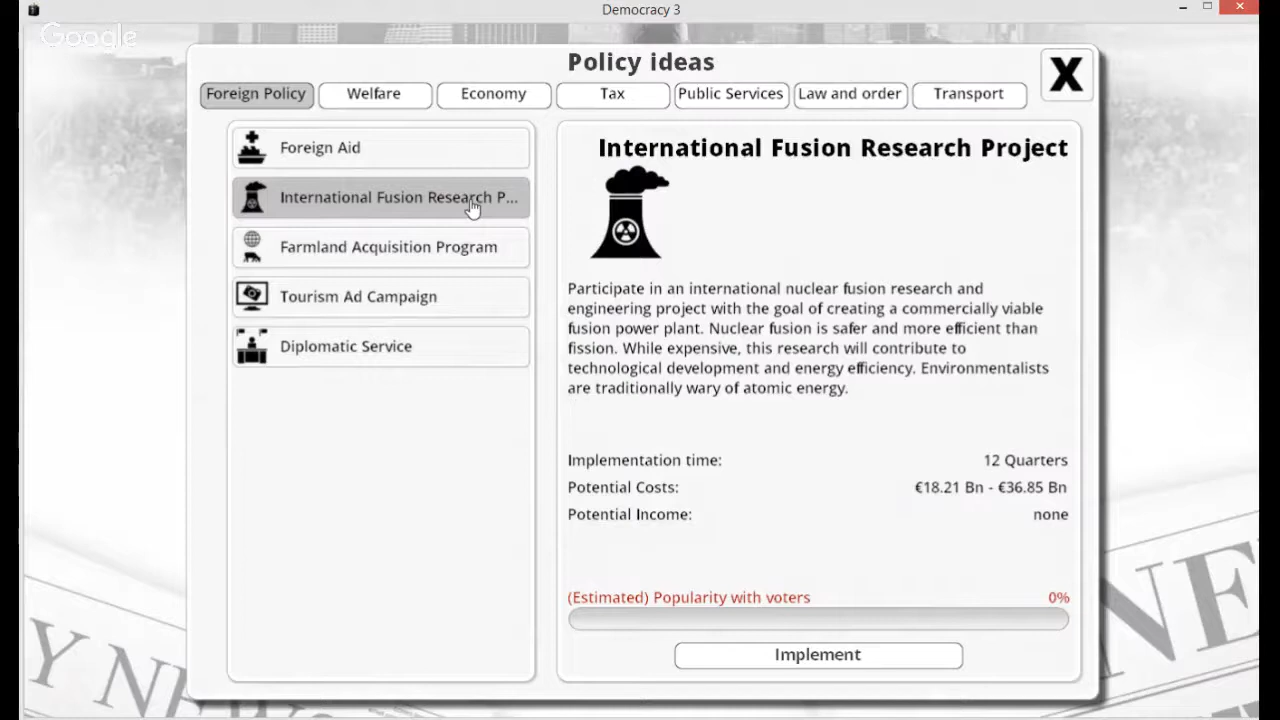 Democracy 3
Google
Policy ideas
X
Foreign Policy
Welfare
Economy
Tax
Public Services
Law and order
Transport
Foreign Aid
International Fusion Research P...
Farmland Acquisition Program
Tourism Ad Campaign
Diplomatic Service
International Fusion Research Project
Participate in an international nuclear fusion research and
engineering project with the goal of creating a commercially viable
fusion power plant. Nuclear fusion is safer and more efficient than
fission. While expensive, this research will contribute to
technological development and energy efficiency. Environmentalists
are traditionally wary of atomic energy.
Implementation time: 12 Quarters
Potential Costs: €18.21 Bn - €36.85 Bn
Potential Income: none
(Estimated) Popularity with voters 0%
Implement